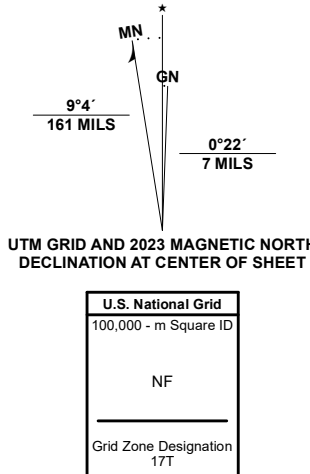 ★
MN
GN
9°4´
161 MILS
0°22´
7 MILS
UTM GRID AND 2023 MAGNETIC NORTH
DECLINATION AT CENTER OF SHEET
U.S. National Grid
100,000 - m Square ID
NF
Grid Zone Designation
17T